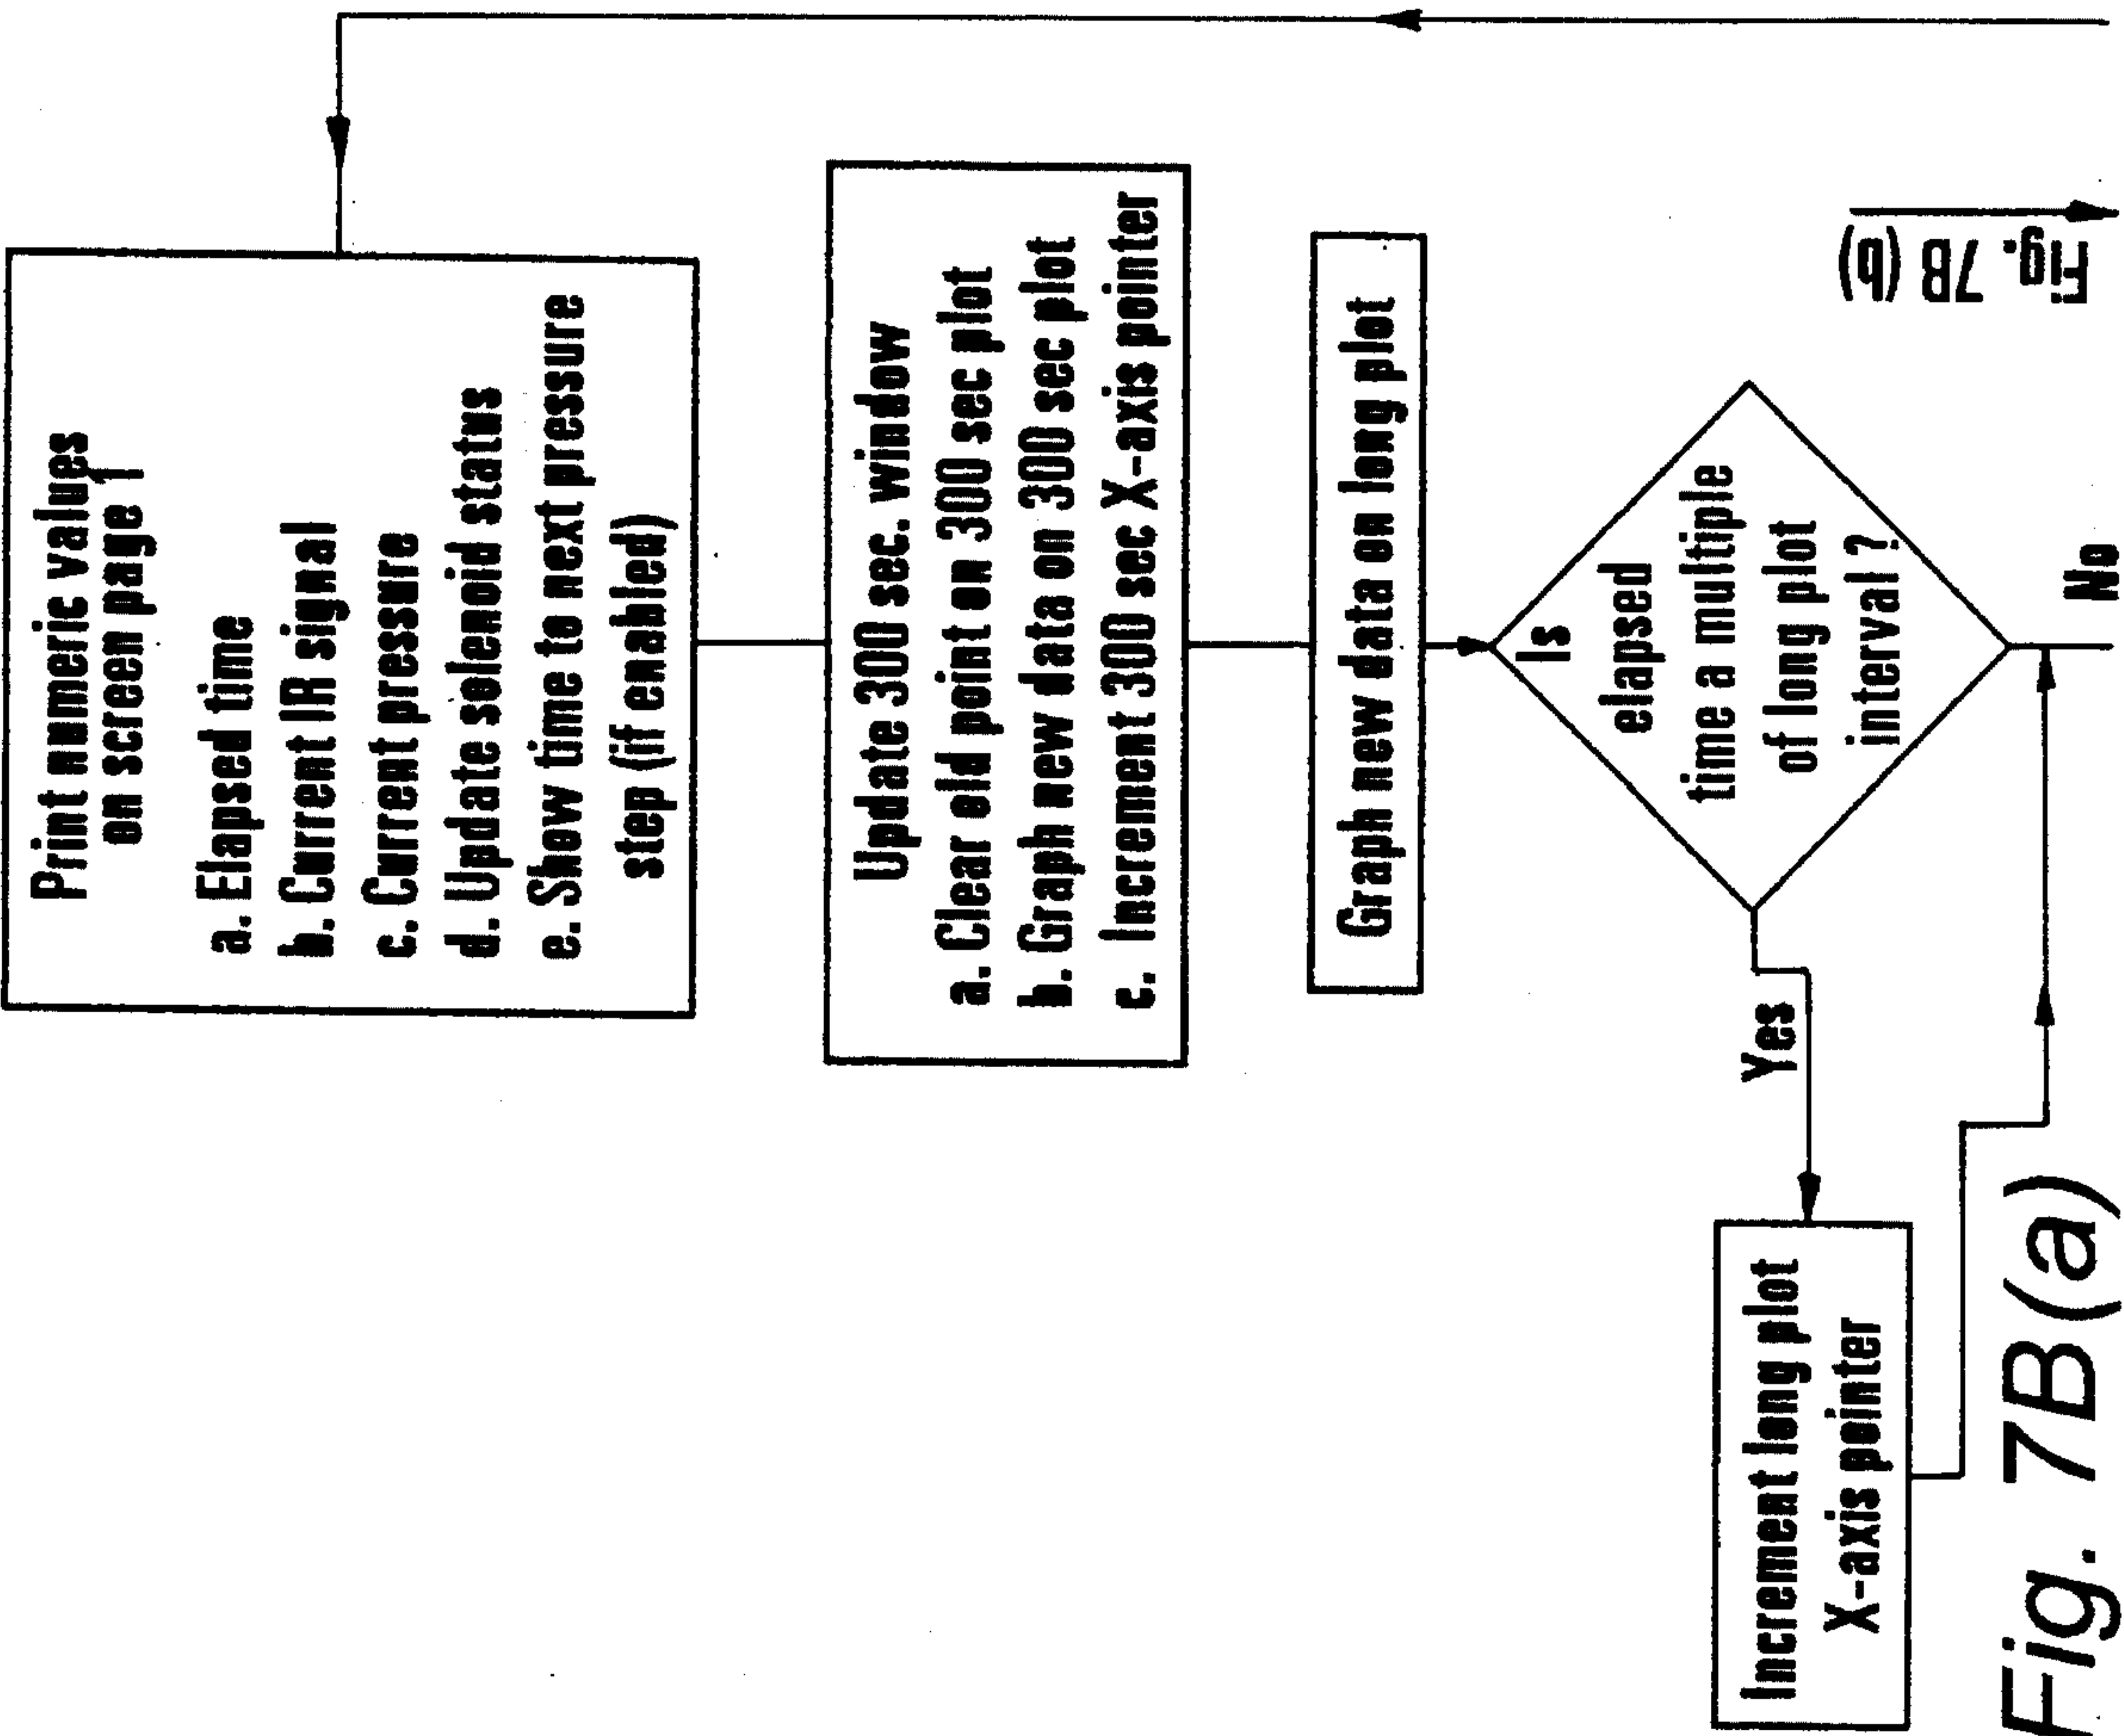 Print numeric values
on screen page 1
a. Elapsed time
b. Current IR signal
c. Current pressure
d. Update solenoid status
e. Show time to next pressure
step (if enabled)
Update 300 sec. window
a. Clear old point on 300 sec plot
b. Graph new data on 300 sec plot
c. Increment 300 sec X-axis pointer
Graph new data on long plot
Is
elapsed
time a multiple
of long plot
interval ?
Yes
No
Increment long plot
X-axis pointer
Fig. 7B (b)
Fig. 7B (a)